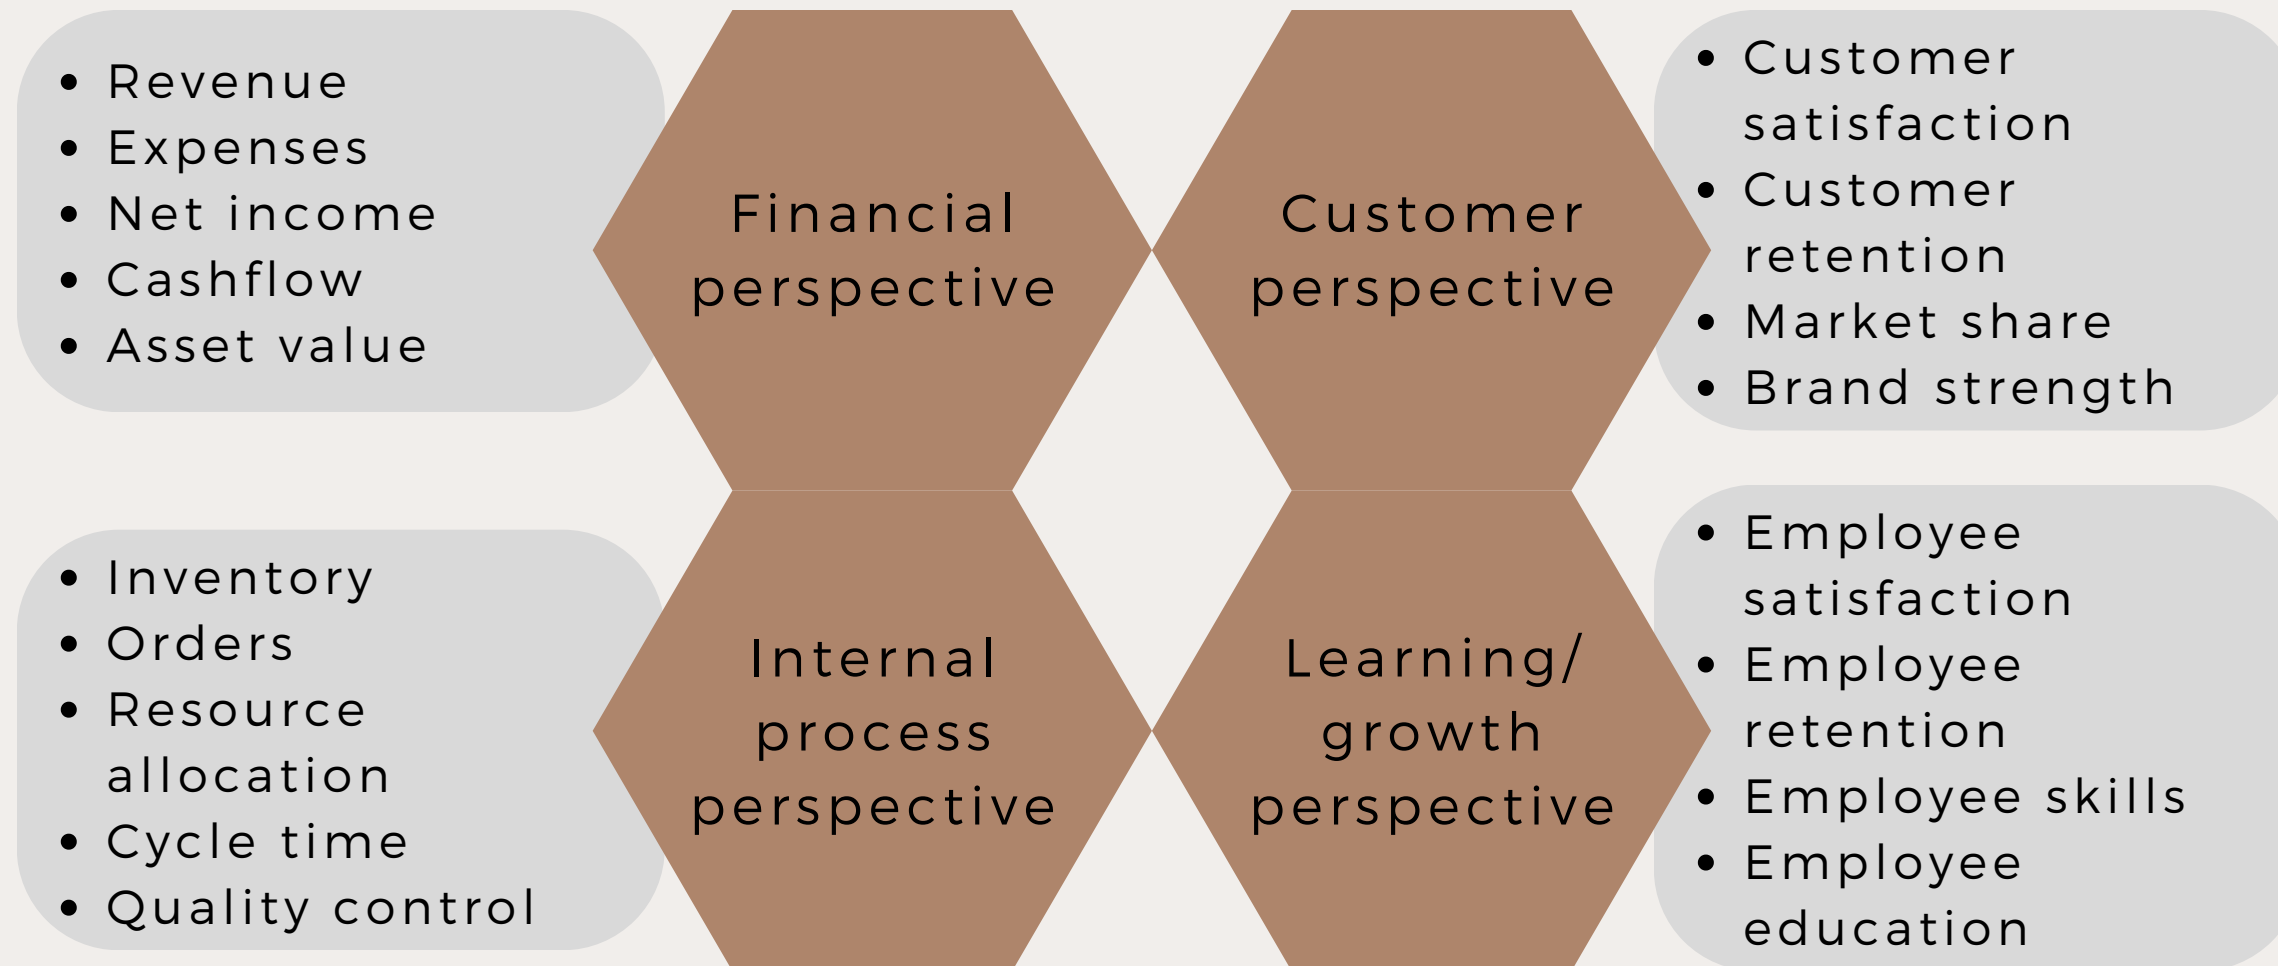 • Revenue
• Expenses
• Net income
• Cashflow
• Asset value
Financial
perspective
Customer
perspective
• Customer
satisfaction
• Customer
retention
• Market share
• Brand strength
• Inventory
• Orders
• Resource
allocation
• Cycle time
• Quality control
Internal
process
perspective
Learning/
growth
perspective
• Employee
satisfaction
• Employee
retention
• Employee skills
• Employee
education